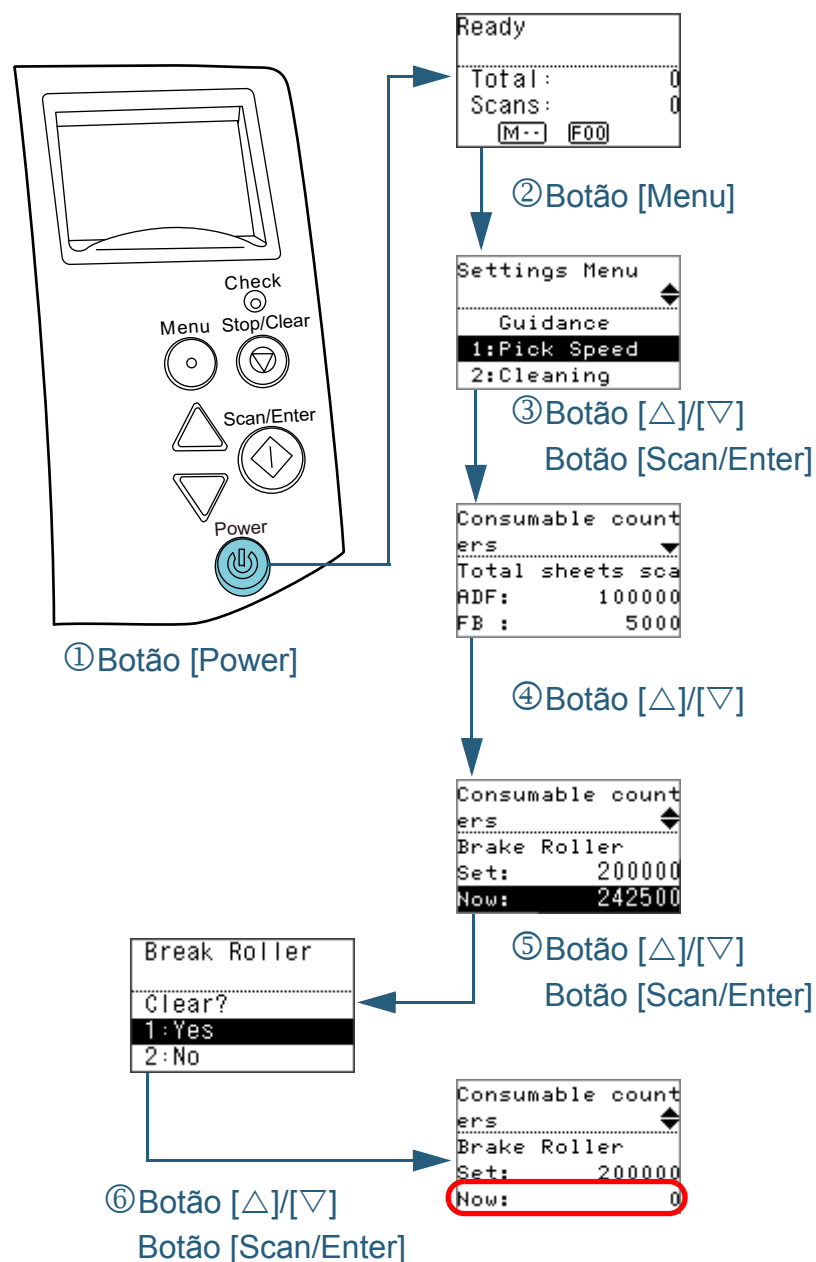 Ready
Total: 0
Scans: 0
M-- F00
②Botão [Menu]
Settings Menu
Guidance
1:Pick Speed
2:Cleaning
Check
Menu Stop/Clear
Scan/Enter
Power
①Botão [Power]
③Botão [△]/[▽]
Botão [Scan/Enter]
Consumable count
ers
Total sheets sca
ADF: 100000
FB : 5000
④Botão [△]/[▽]
Consumable count
ers
Brake Roller
Set: 200000
Now: 242500
⑤Botão [△]/[▽]
Botão [Scan/Enter]
Break Roller
Clear?
1:Yes
2:No
Consumable count
ers
Brake Roller
Set: 200000
Now: 0
⑥Botão [△]/[▽]
Botão [Scan/Enter]